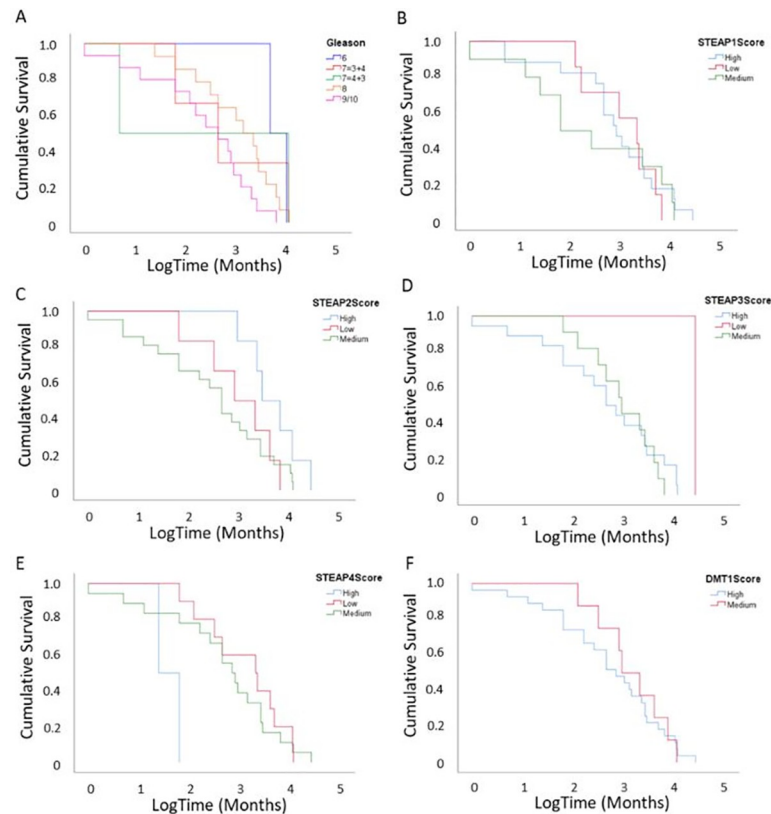 A
Gleason
6
7=3+4
7=4+3
8
9/10
Cumulative Survival
1.0
0.8
0.6
0.4
0.2
0
0 1 2 3 4 5
LogTime (Months)
B
STEAP1Score
High
Low
Medium
Cumulative Survival
1.0
0.8
0.6
0.4
0.2
0
0 1 2 3 4 5
LogTime (Months)
C
STEAP2Score
High
Low
Medium
Cumulative Survival
1.0
0.8
0.6
0.4
0.2
0
0 1 2 3 4 5
LogTime (Months)
D
STEAP3Score
High
Low
Medium
Cumulative Survival
1.0
0.8
0.6
0.4
0.2
0
0 1 2 3 4 5
LogTime (Months)
E
STEAP4Score
High
Low
Medium
Cumulative Survival
1.0
0.8
0.6
0.4
0.2
0
0 1 2 3 4 5
LogTime (Months)
F
DMT1Score
High
Medium
Cumulative Survival
1.0
0.8
0.6
0.4
0.2
0
0 1 2 3 4 5
LogTime (Months)